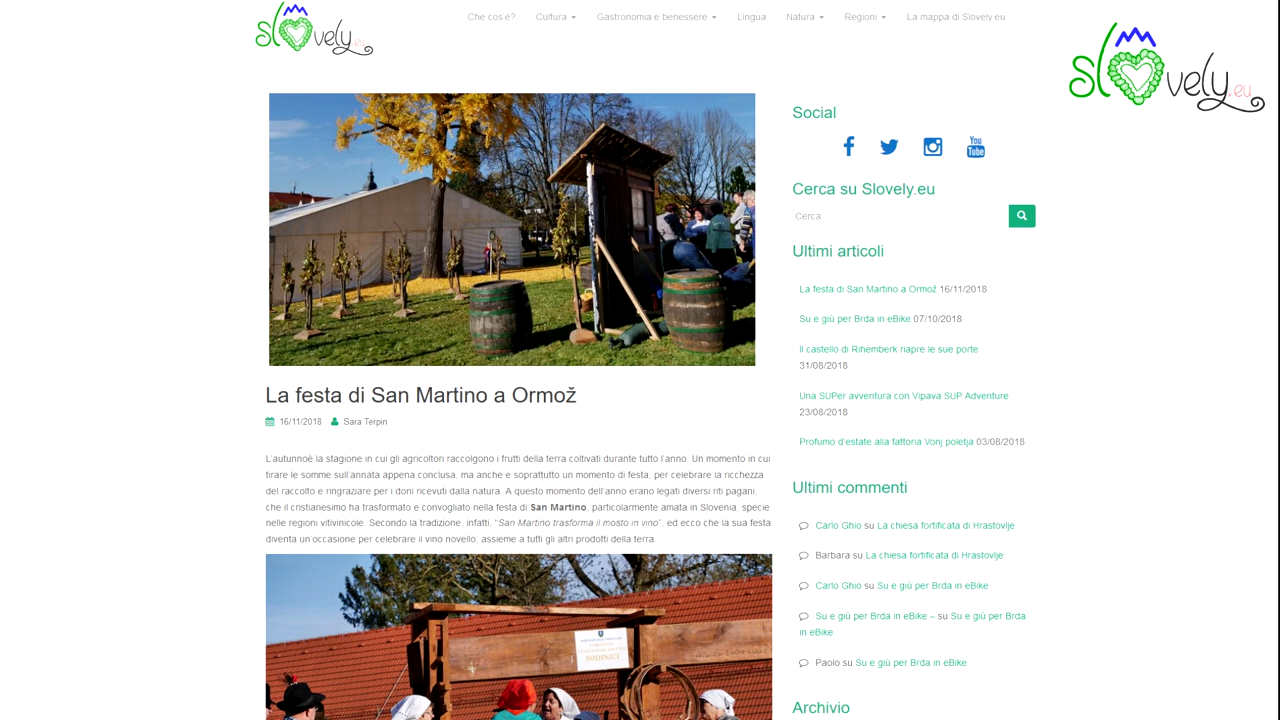 Slovely.eu
Che cos'è?
Cultura
Gastronomia e benessere
Lingua
Natura
Regioni
La mappa di Slovely.eu
Slovely.eu
La festa di San Martino a Ormož
16/11/2018 Sara Terpin
L'autunnoè la stagione in cui gli agricoltori raccolgono i frutti della terra coltivati durante tutto l'anno. Un momento in cui
tirare le somme sull'annata appena conclusa, ma anche e soprattutto un momento di festa, per celebrare la ricchezza
del raccolto e ringraziare per i doni ricevuti dalla natura. A questo momento dell'anno erano legati diversi riti pagani,
che il cristianesimo ha trasformato e convogliato nella festa di San Martino, particolarmente amata in Slovenia, specie
nelle regioni vitivinicole. Secondo la tradizione, infatti, "San Martino trasforma il mosto in vino", ed ecco che la sua festa
diventa un'occasione per celebrare il vino novello, assieme a tutti gli altri prodotti della terra.
SODINICI
Social
You
Tube
Cerca su Slovely.eu
Cerca
Ultimi articoli
La festa di San Martino a Ormož 16/11/2018
Su e giù per Brda in eBike 07/10/2018
Il castello di Rihemberk riapre le sue porte
31/08/2018
Una SUPer avventura con Vipava SUP Adventure
23/08/2018
Profumo d'estate alla fattoria Vonj poletja 03/08/2018
Ultimi commenti
Carlo Ghio su La chiesa fortificata di Hrastovlje
Barbara su La chiesa fortificata di Hrastovlje
Carlo Ghio su Su e giù per Brda in eBike
Su e giù per Brda in eBike – su Su e giù per Brda
in eBike
Paolo su Su e giù per Brda in eBike
Archivio